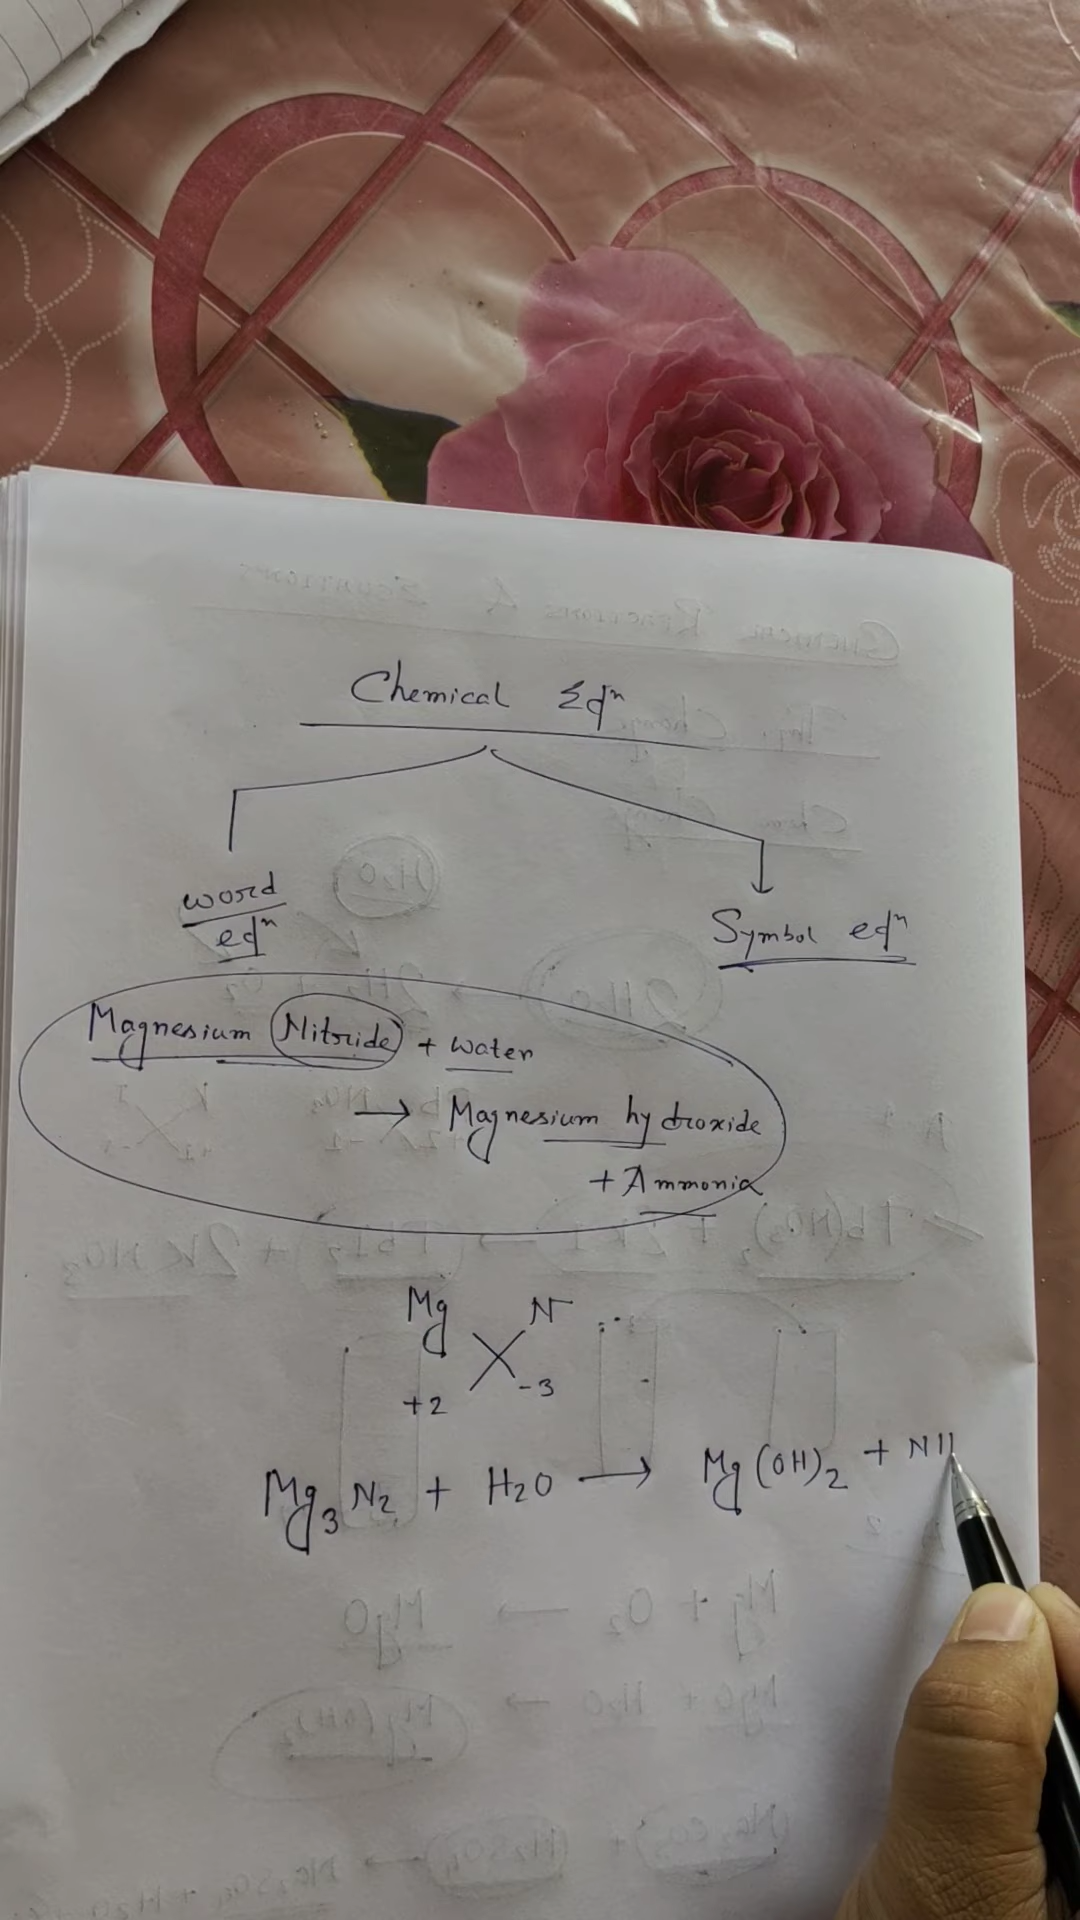 Chemical Eqⁿ
word
eqⁿ
Symbol eqⁿ
Magnesium Nitride + water
→ Magnesium hydroxide
+ Ammonia
Mg N
+2 -3
Mg₃N₂ + H₂O → Mg(OH)₂ + NH